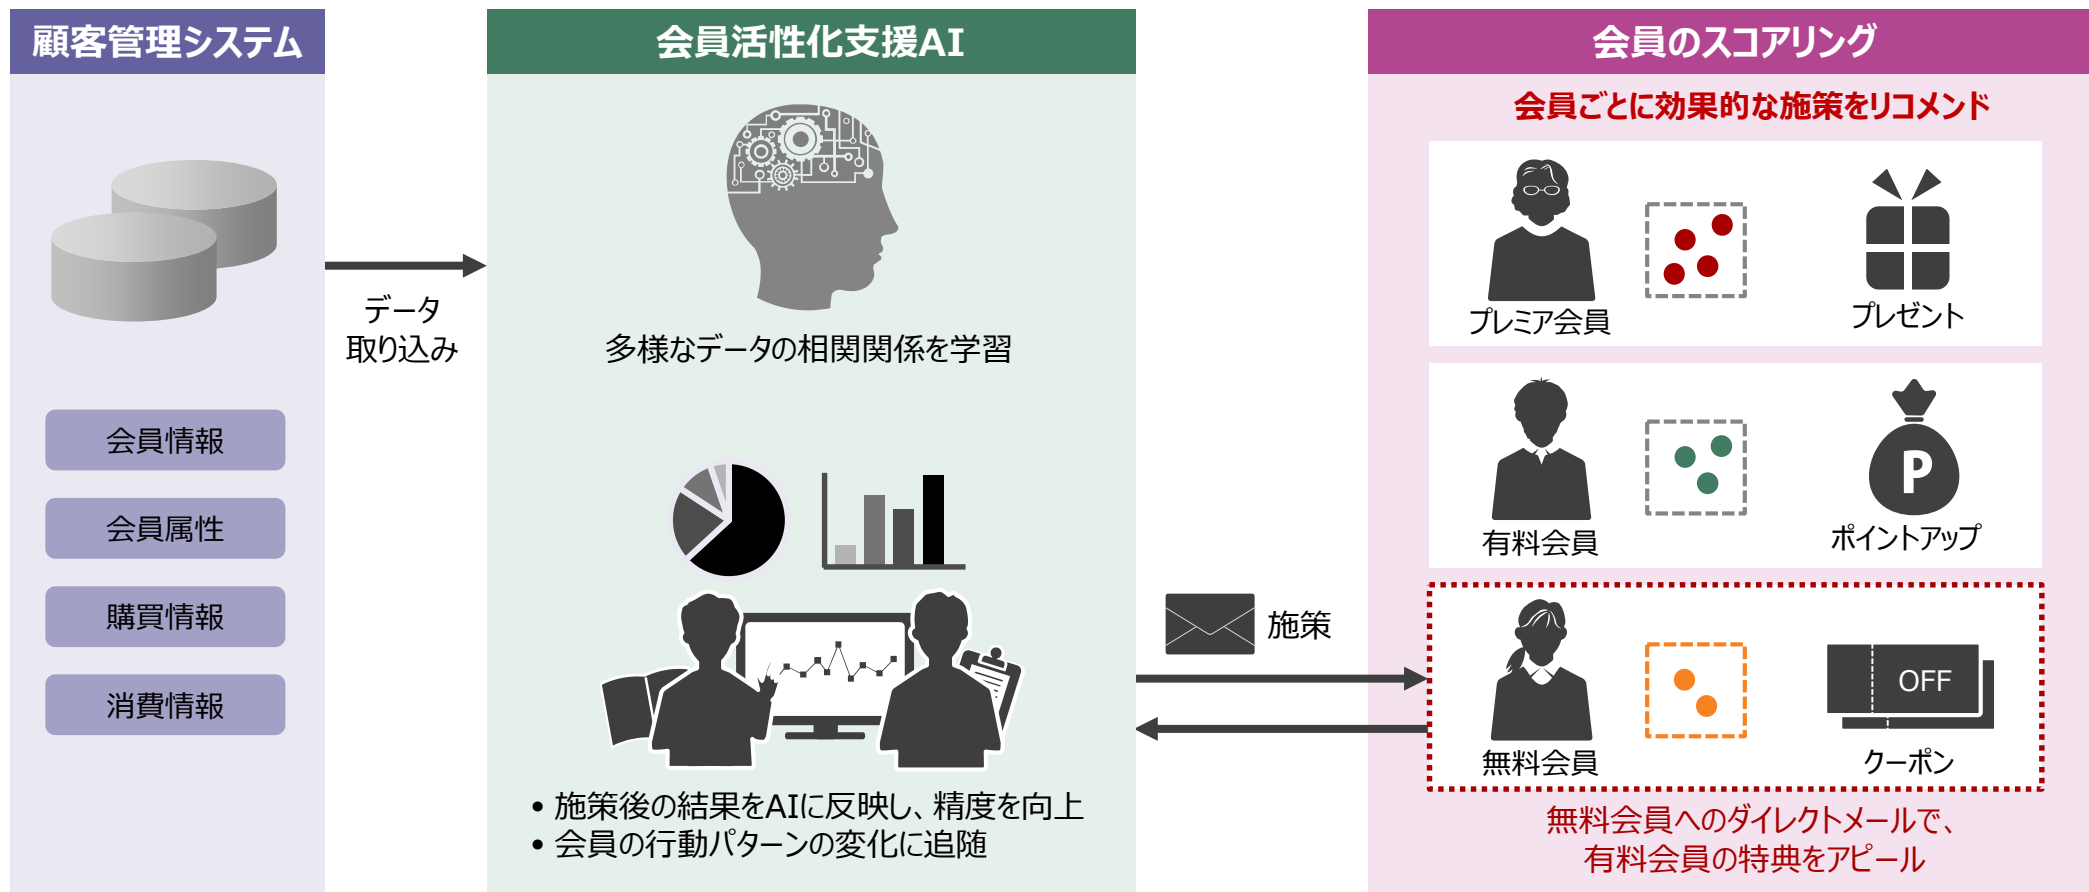 顧客管理システム
会員情報
会員属性
購買情報
消費情報
データ
取り込み
会員活性化支援AI
多様なデータの相関関係を学習
• 施策後の結果をAIに反映し、精度を向上
• 会員の行動パターンの変化に追随
施策
会員のスコアリング
会員ごとに効果的な施策をリコメンド
プレミア会員
プレゼント
有料会員
P
ポイントアップ
無料会員
OFF
クーポン
無料会員へのダイレクトメールで、
有料会員の特典をアピール